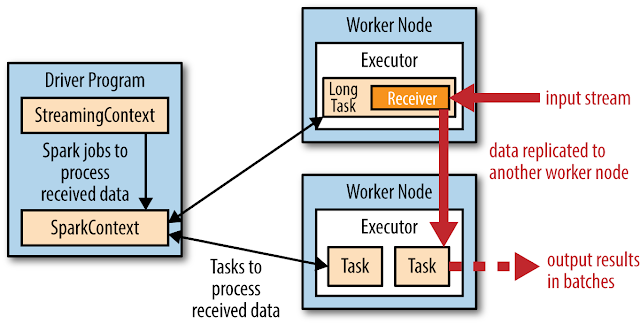 Driver Program
StreamingContext
Spark jobs to
process
received data
SparkContext
Tasks to
process
received data
Worker Node
Executor
Long
Task
Receiver
input stream
data replicated to
another worker node
Worker Node
Executor
Task
Task
output results
in batches